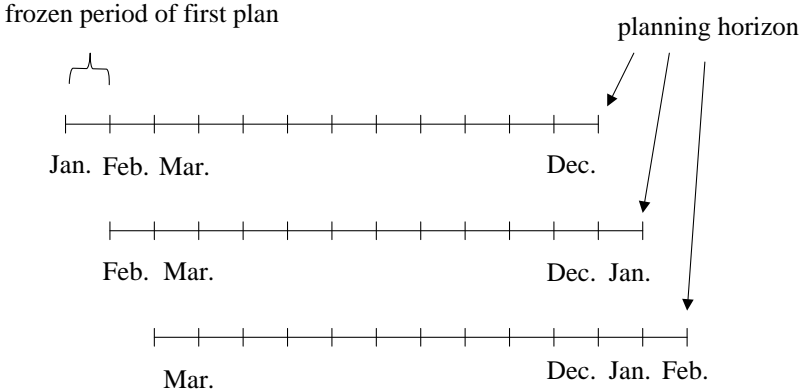 frozen period of first plan
planning horizon
Jan. Feb. Mar. Dec.
Feb. Mar. Dec. Jan.
Mar. Dec. Jan. Feb.